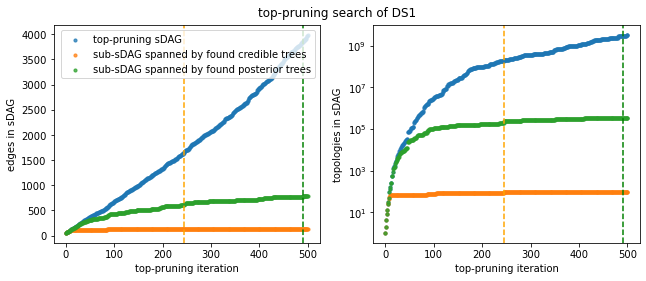 top-pruning search of DS1
top-pruning sDAG
sub-sDAG spanned by found credible trees
sub-sDAG spanned by found posterior trees
edges in sDAG
4000
3500
3000
2500
2000
1500
1000
500
0
0 100 200 300 400 500
top-pruning iteration
topologies in sDAG
10⁹
10⁷
10⁵
10³
10¹
0 100 200 300 400 500
top-pruning iteration